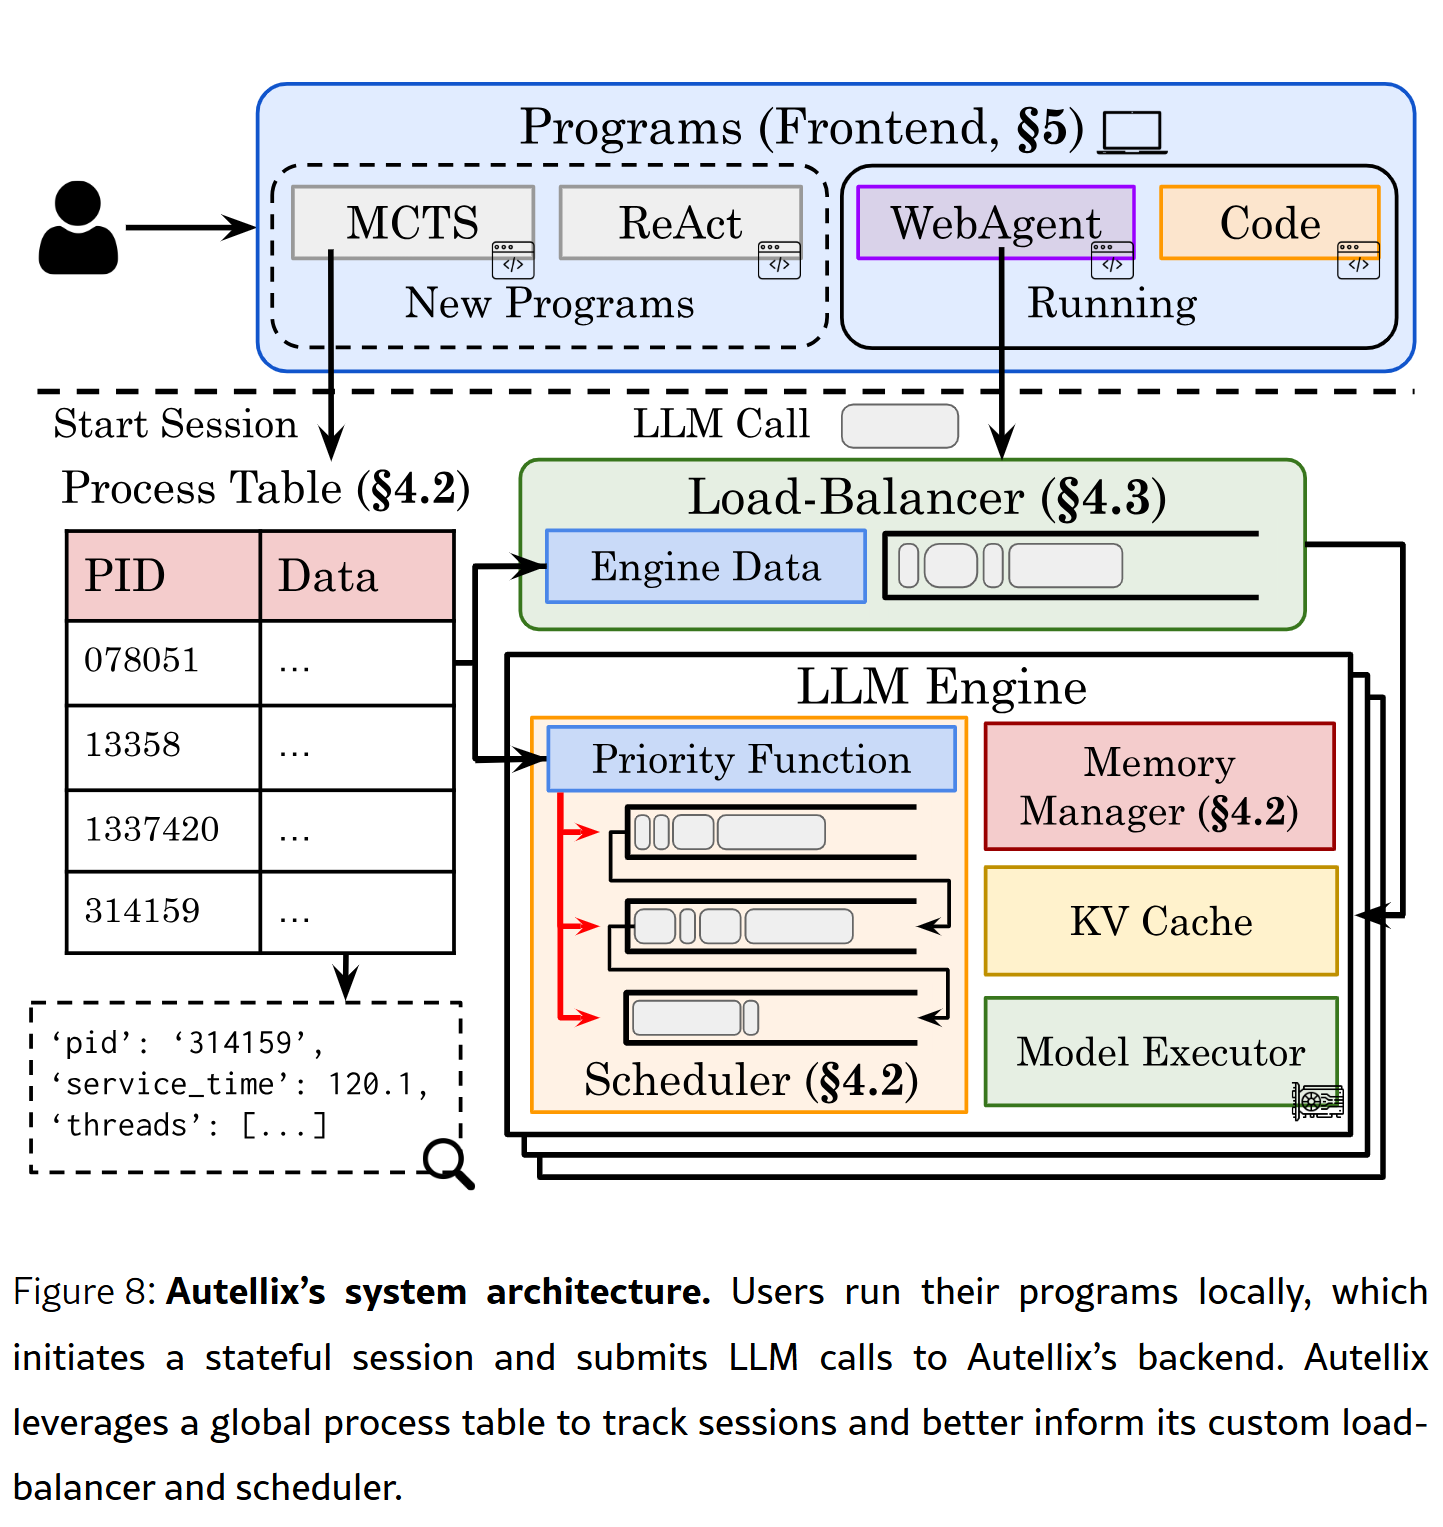 Programs (Frontend, §5)
MCTS
ReAct
WebAgent
Code
</>
</>
</>
</>
New Programs
Running
Start Session
LLM Call
Process Table (§4.2)
Load-Balancer (§4.3)
Engine Data
PID Data
078051 ...
13358 ...
1337420 ...
314159 ...
LLM Engine
Priority Function
Memory
Manager (§4.2)
KV Cache
Model Executor
Scheduler (§4.2)
‘pid’: ‘314159’,
‘service_time’: 120.1,
‘threads’: [...]
Figure 8: Autellix’s system architecture. Users run their programs locally, which
initiates a stateful session and submits LLM calls to Autellix’s backend. Autellix
leverages a global process table to track sessions and better inform its custom load-
balancer and scheduler.